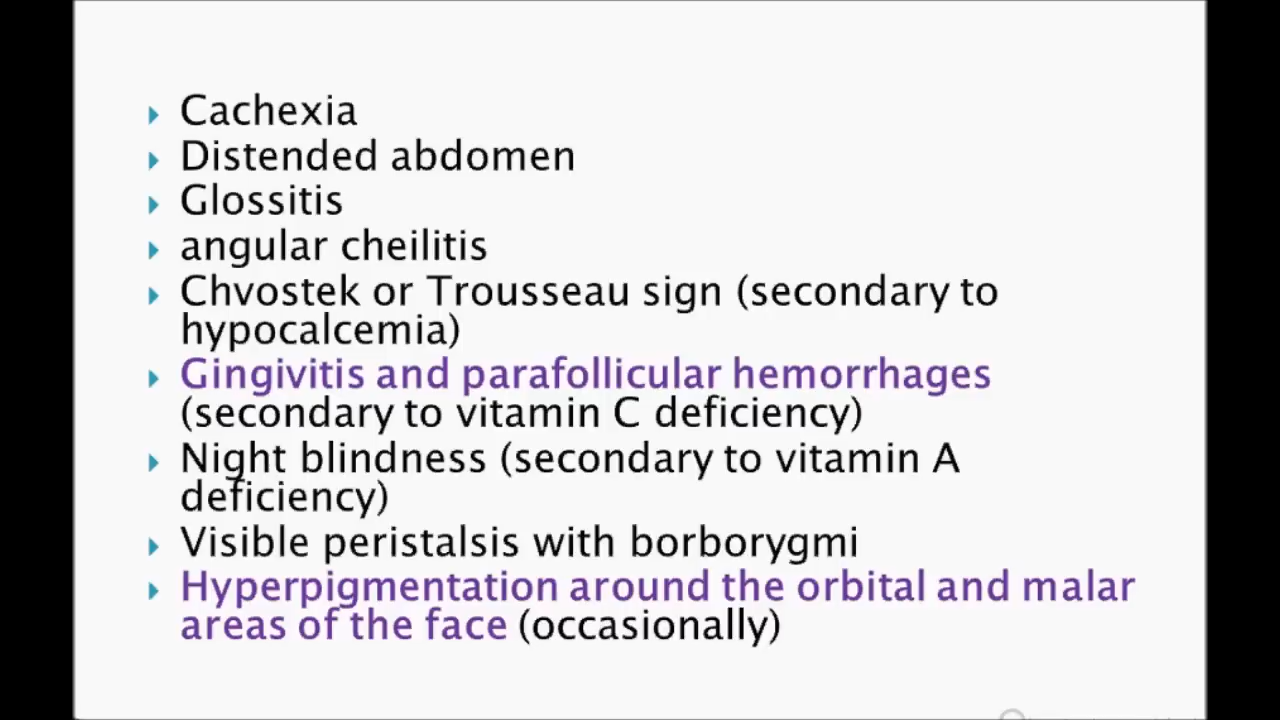 Cachexia
Distended abdomen
Glossitis
angular cheilitis
Chvostek or Trousseau sign (secondary to
hypocalcemia)
Gingivitis and parafollicular hemorrhages
(secondary to vitamin C deficiency)
Night blindness (secondary to vitamin A
deficiency)
Visible peristalsis with borborygmi
Hyperpigmentation around the orbital and malar
areas of the face (occasionally)